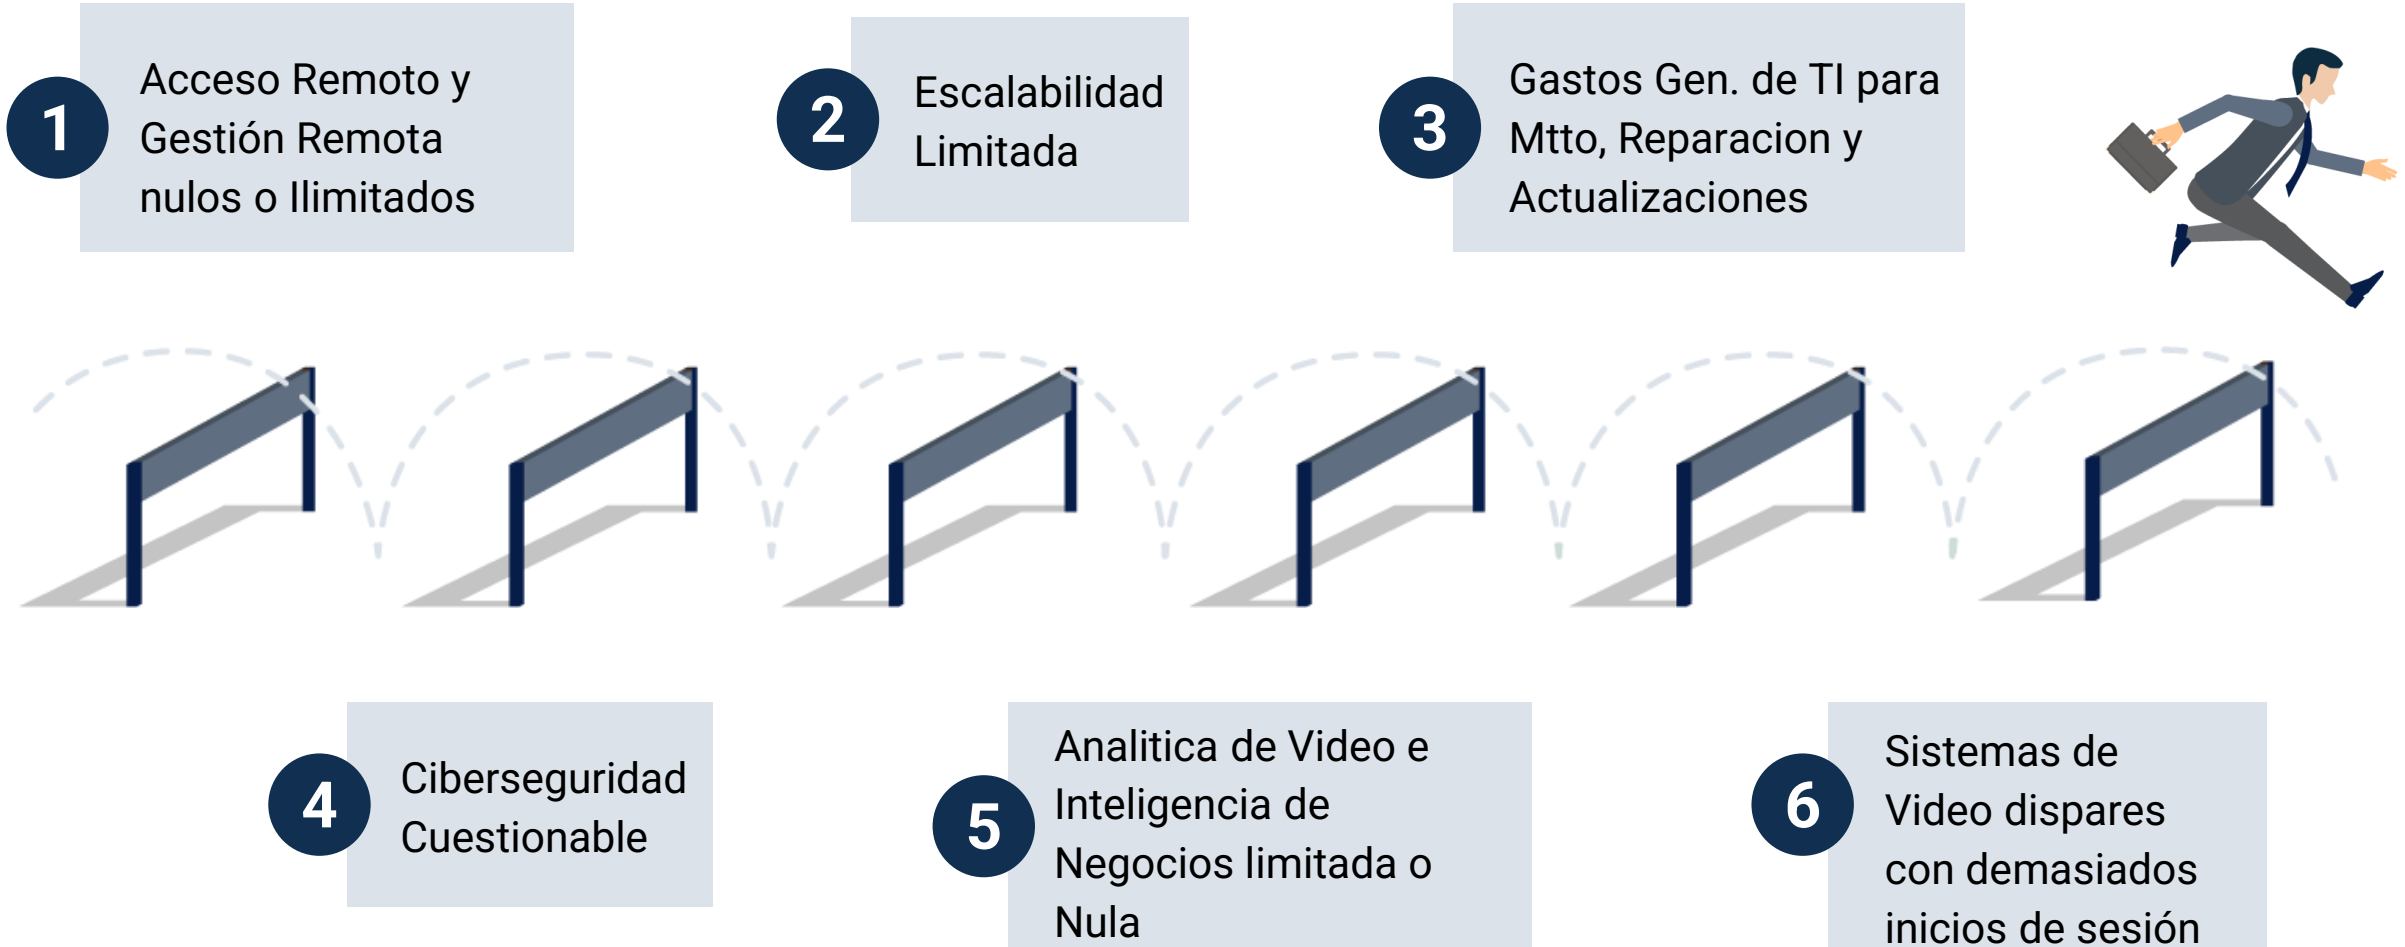 1
Acceso Remoto y
Gestión Remota
nulos o Ilimitados
2
Escalabilidad
Limitada
3
Gastos Gen. de TI para
Mtto, Reparacion y
Actualizaciones
4
Ciberseguridad
Cuestionable
5
Analitica de Video e
Inteligencia de
Negocios limitada o
Nula
6
Sistemas de
Video dispares
con demasiados
inicios de sesión